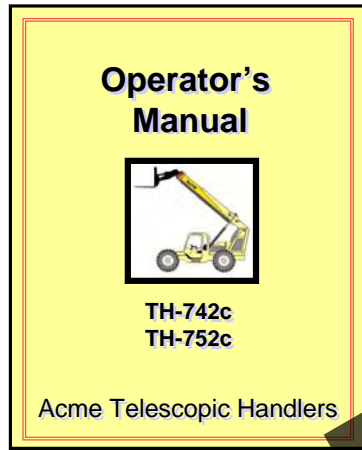 Operator's
Manual
TH-742c
TH-752c
Acme Telescopic Handlers